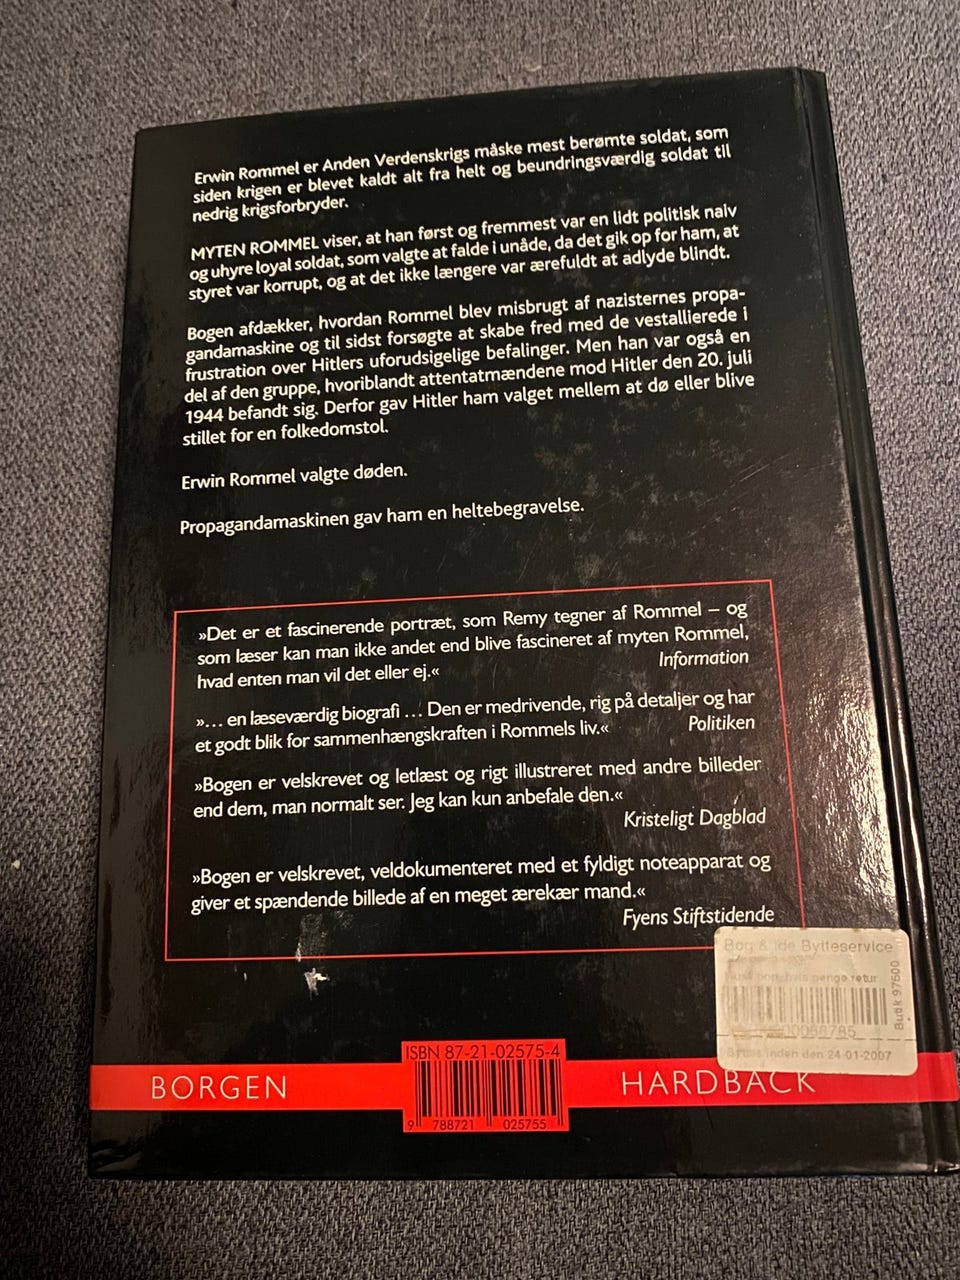 Erwin Rommel er Anden Verdenskrigs måske mest berømte soldat, som
siden krigen er blevet kaldt alt fra helt og beundringsværdig soldat til
nedrig krigsforbryder.
MYTEN ROMMEL viser, at han først og fremmest var en lidt politisk naiv
og uhyre loyal soldat, som valgte at falde i unåde, da det gik op for ham, at
styret var korrupt, og at det ikke længere var ærefuldt at adlyde blindt.
Bogen afdækker, hvordan Rommel blev misbrugt af nazisternes propa-
gandamaskine og til sidst forsøgte at skabe fred med de vestallierede i
frustration over Hitlers uforudsigelige befalinger. Men han var også en
del af den gruppe, hvoriblandt attentatmændene mod Hitler den 20. juli
1944 befandt sig. Derfor gav Hitler ham valget mellem at dø eller blive
stillet for en folkedomstol.
Erwin Rommel valgte døden.
Propagandamaskinen gav ham en heltebegravelse.
»Det er et fascinerende portræt, som Remy tegner af Rommel – og
som læser kan man ikke andet end blive fascineret af myten Rommel,
hvad enten man vil det eller ej.«
Information
»... en læseværdig biografi ... Den er medrivende, rig på detaljer og har
et godt blik for sammenhængskraften i Rommels liv.«
Politiken
»Bogen er velskrevet og letlæst og rigt illustreret med andre billeder
end dem, man normalt ser. Jeg kan kun anbefale den.«
Kristeligt Dagblad
»Bogen er velskrevet, veldokumenteret med et fyldigt noteapparat og
giver et spændende billede af en meget ærekær mand.«
Fyens Stiftstidende
Bog & Ide Bytteservice
penge retur
Butik 97500
inden den 24-01-2007
ISBN 87-21-02575-4
BORGEN
HARDBACK
9 788721 025755